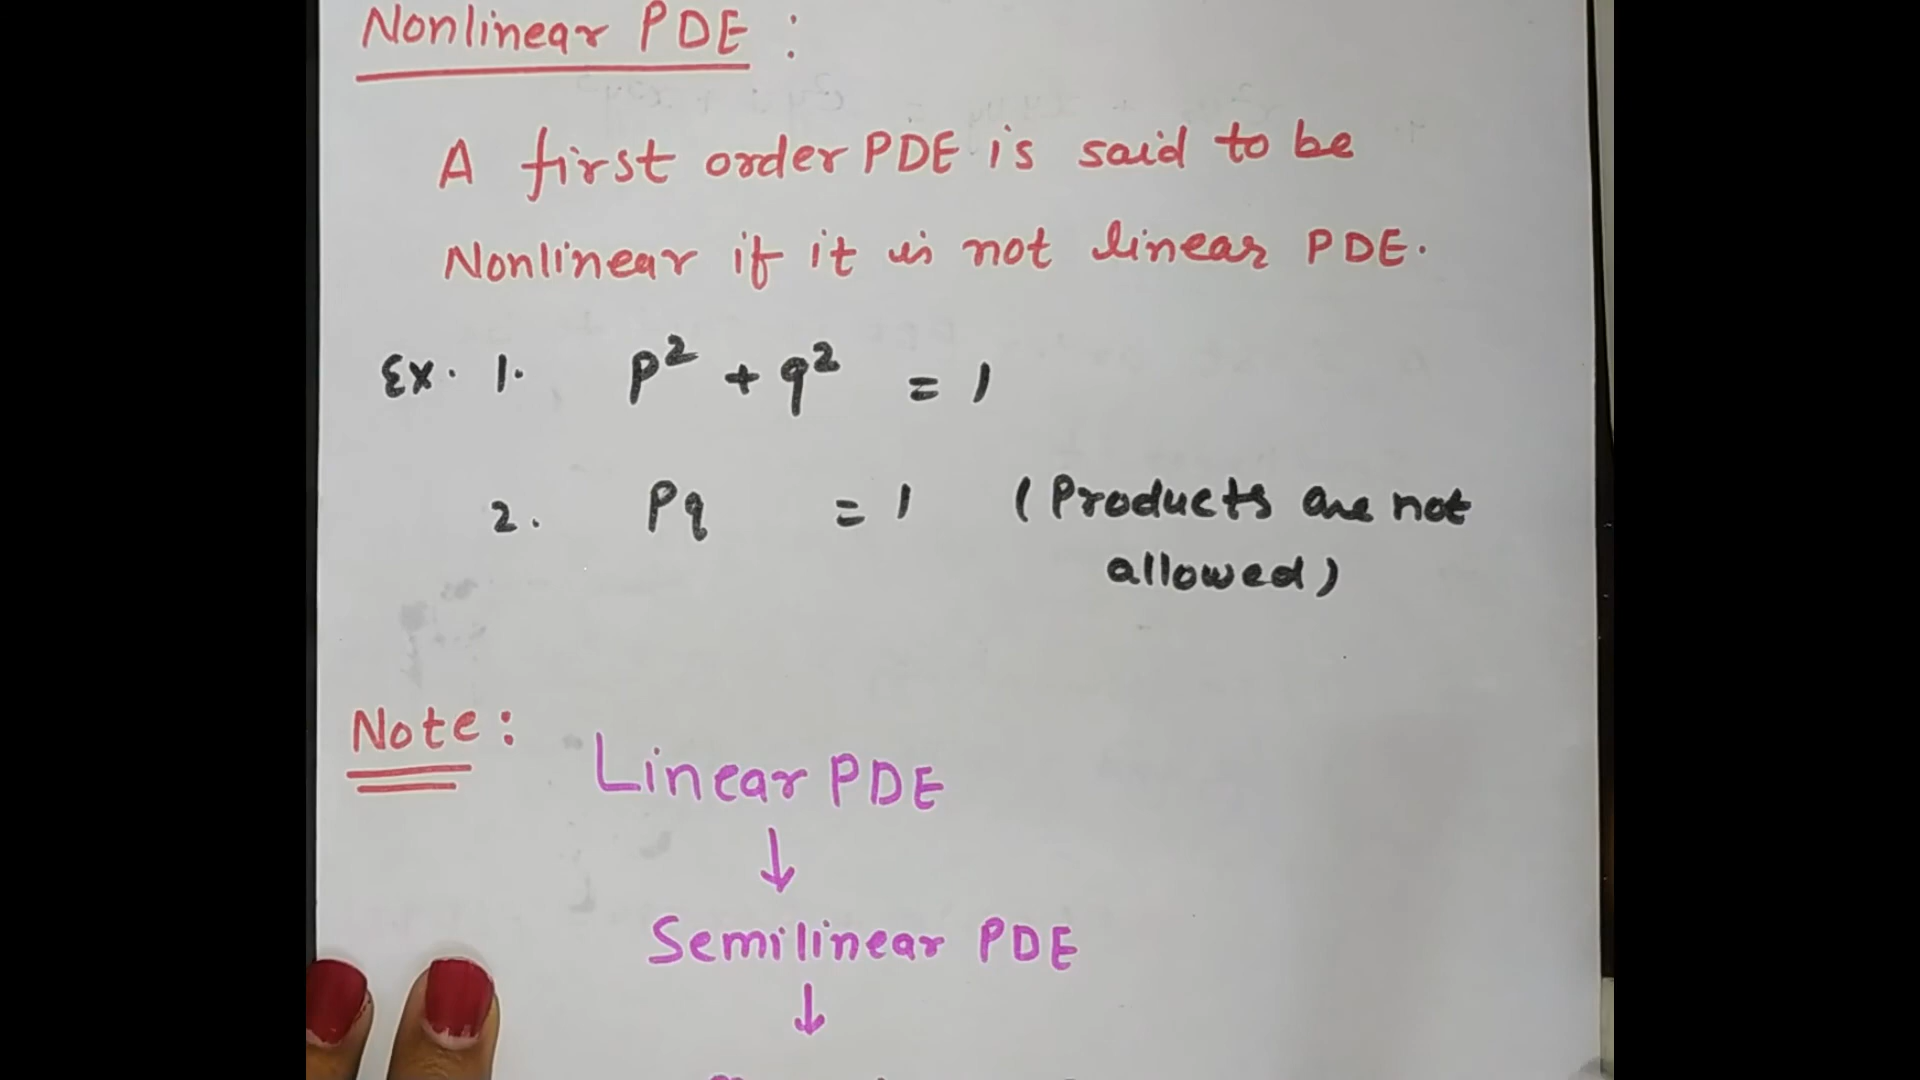 Nonlinear PDE :
A first order PDE is said to be
Nonlinear if it is not linear PDE.
Ex. 1. p² + q² = 1
2. Pq = 1 (Products are not
allowed)
Note:
Linear PDE
↓
Semilinear PDE
↓